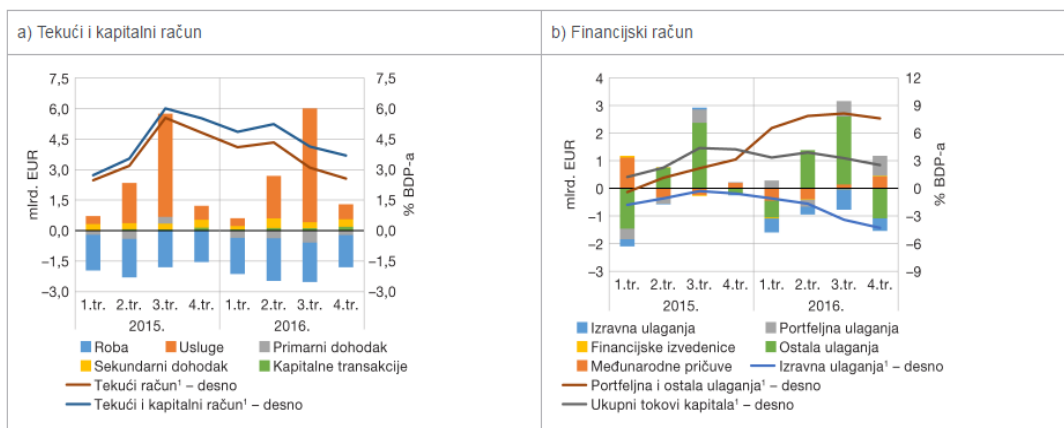 a) Tekući i kapitalni račun
7,5
6,0
4,5
3,0
1,5
0,0
−1,5
−3,0
mlrd. EUR
7,5
6,0
4,5
3,0
1,5
0,0
−1,5
−3,0
% BDP-a
1.tr. 2.tr. 3.tr. 4.tr. 1.tr. 2.tr. 3.tr. 4.tr.
2015. 2016.
Roba Usluge Primarni dohodak
Sekundarni dohodak Kapitalne transakcije
Tekući račun¹ – desno
Tekući i kapitalni račun¹ – desno
b) Financijski račun
4
3
2
1
0
−1
−2
−3
mlrd. EUR
12
9
6
3
0
−3
−6
−9
% BDP-a
1.tr. 2.tr. 3.tr. 4.tr. 1.tr. 2.tr. 3.tr. 4.tr.
2015. 2016.
Izravna ulaganja Portfeljna ulaganja
Financijske izvedenice Ostala ulaganja
Međunarodne pričuve Izravna ulaganja¹ – desno
Portfeljna i ostala ulaganja¹ – desno
Ukupni tokovi kapitala¹ – desno